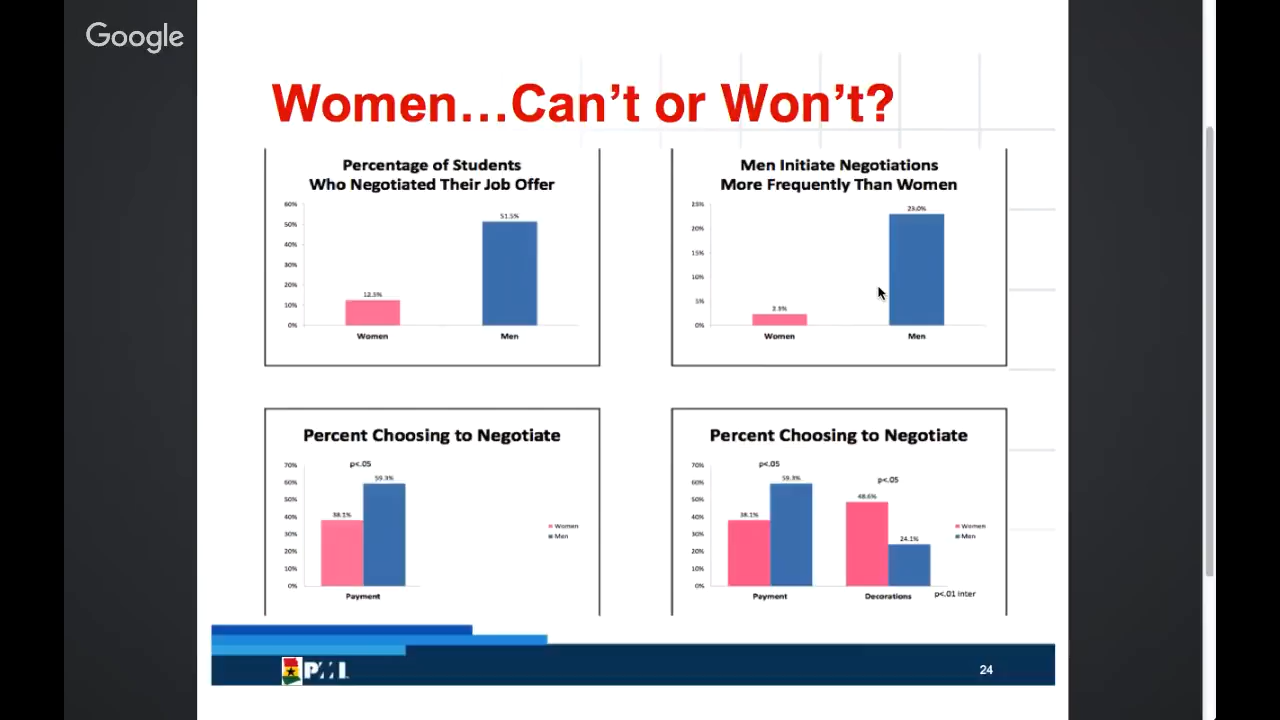 Google
Women…Can't or Won't?
Percentage of Students
Who Negotiated Their Job Offer
60%
50%
40%
30%
20%
10%
0%
12.5%
51.5%
Women
Men
Men Initiate Negotiations
More Frequently Than Women
25%
20%
15%
10%
5%
0%
2.3%
23.0%
Women
Men
Percent Choosing to Negotiate
p<.05
70%
60%
50%
40%
30%
20%
10%
0%
38.1%
59.3%
Women
Men
Payment
Percent Choosing to Negotiate
p<.05
p<.05
70%
60%
50%
40%
30%
20%
10%
0%
38.1%
59.3%
48.6%
24.1%
Women
Men
Payment
Decorations
p<.01 inter
PMI
24